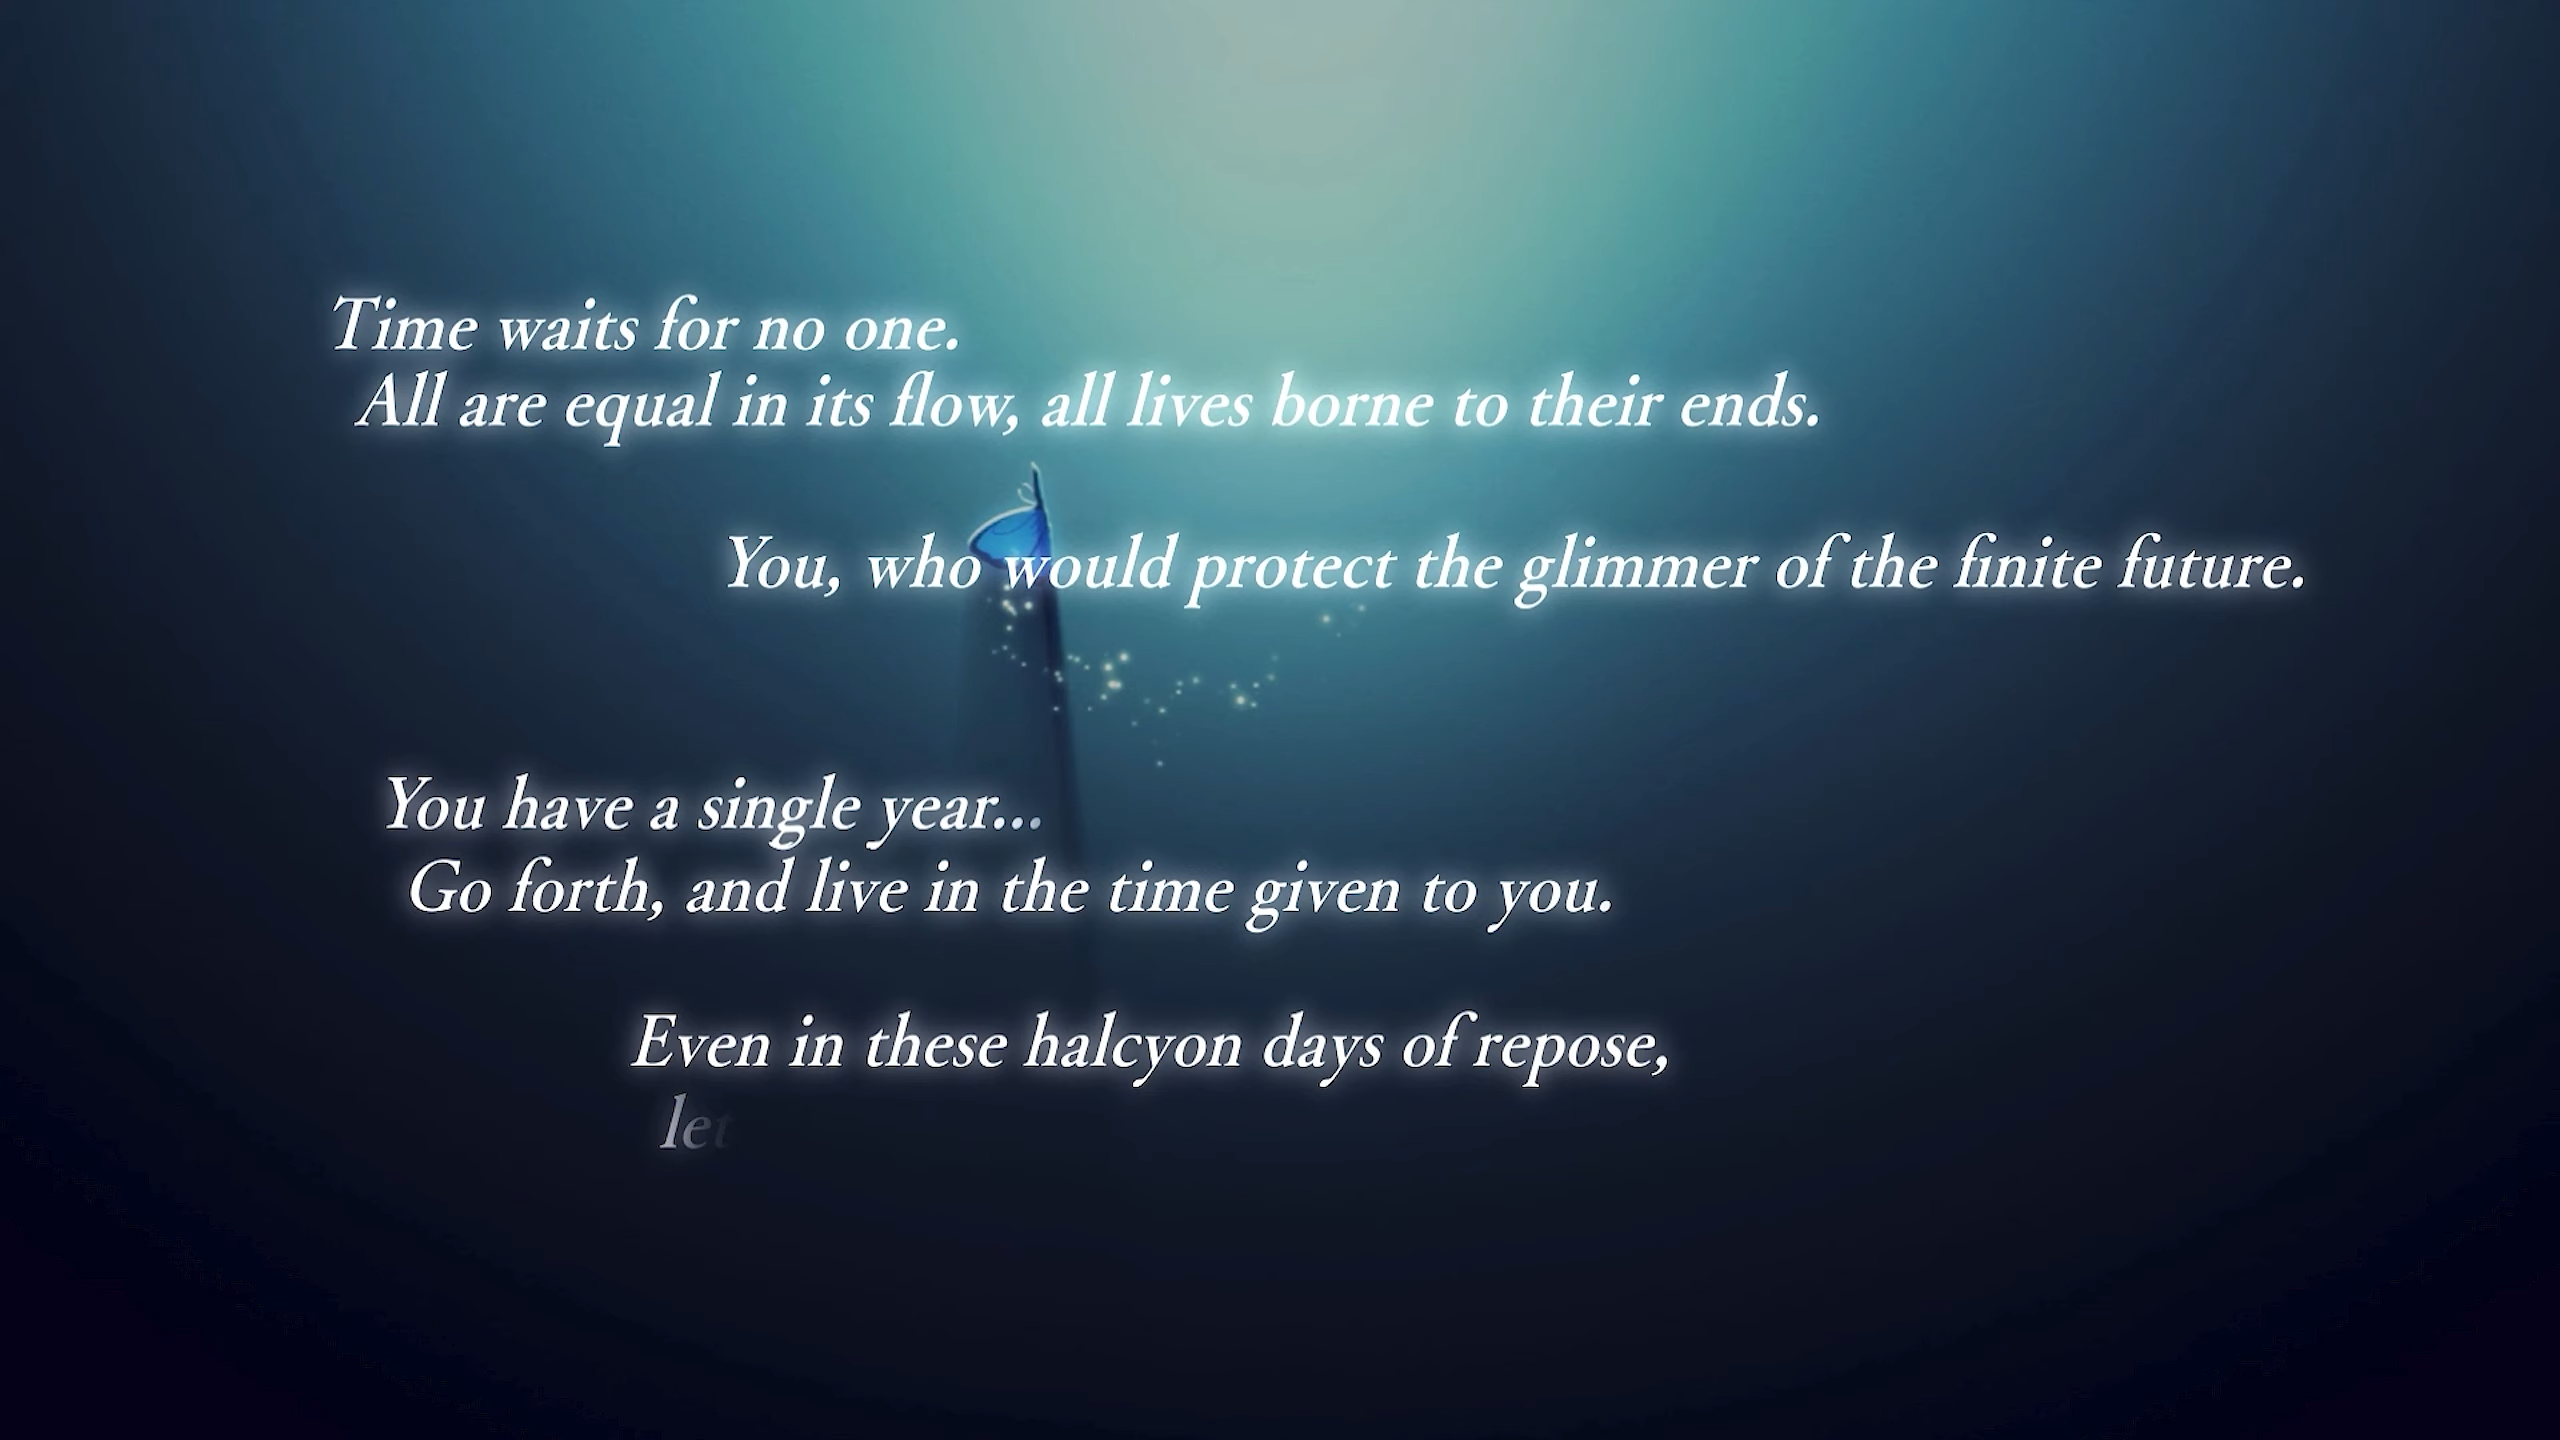 Time waits for no one.
All are equal in its flow, all lives borne to their ends.
You, who would protect the glimmer of the finite future.
You have a single year...
Go forth, and live in the time given to you.
Even in these halcyon days of repose,
let